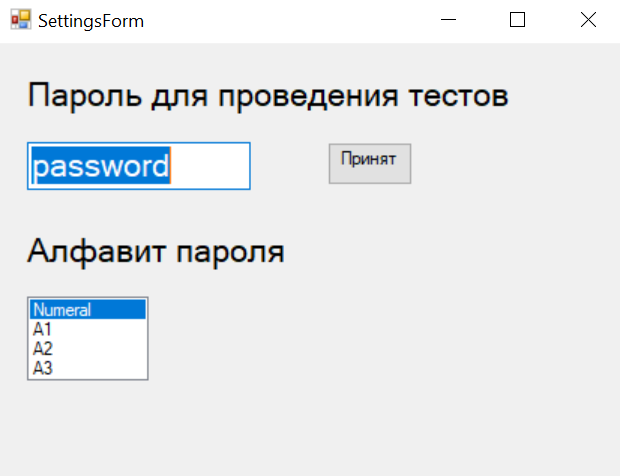 SettingsForm
Пароль для проведения тестов
password
Принят
Алфавит пароля
Numeral
A1
A2
A3